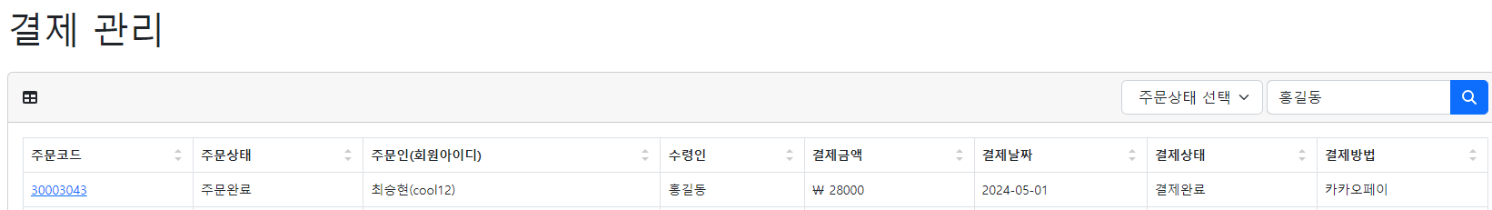 결제 관리
주문상태 선택 홍길동
주문코드 주문상태 주문인(회원아이디) 수령인 결제금액 결제날짜 결제상태 결제방법
30003043 주문완료 최승현(cool12) 홍길동 ₩ 28000 2024-05-01 결제완료 카카오페이